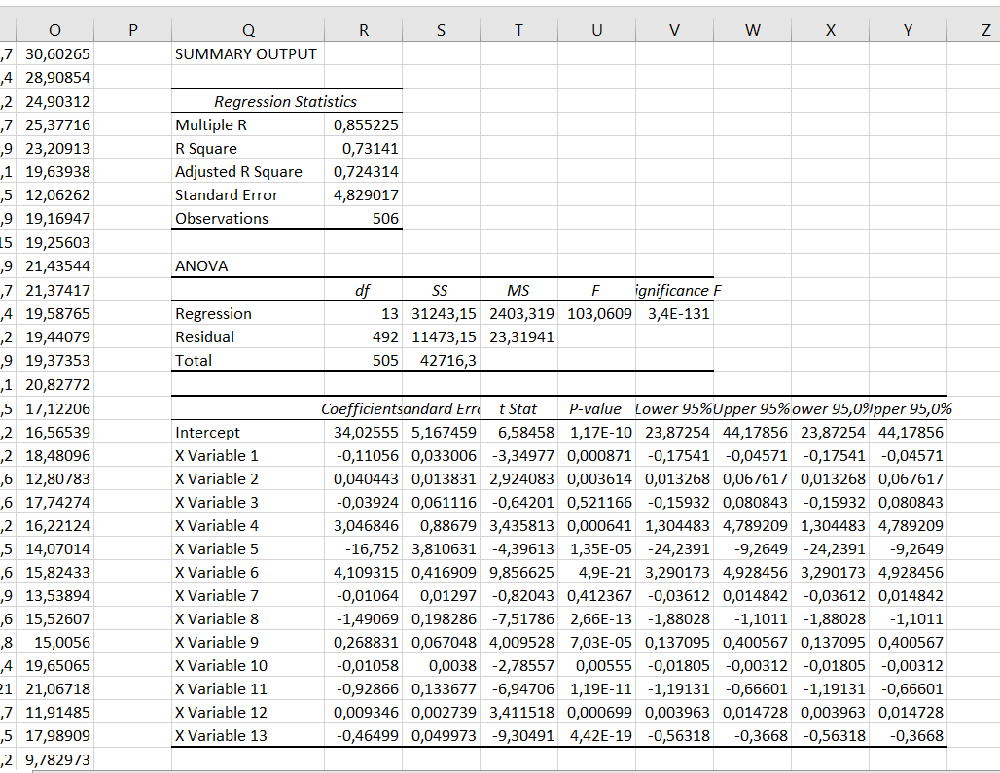 O P Q R S T U V W X Y Z
,7 30,60265 SUMMARY OUTPUT
,4 28,90854
,2 24,90312 Regression Statistics
,7 25,37716 Multiple R 0,855225
,9 23,20913 R Square 0,73141
,1 19,63938 Adjusted R Square 0,724314
,5 12,06262 Standard Error 4,829017
,9 19,16947 Observations 506
15 19,25603
,9 21,43544 ANOVA
,7 21,37417 df SS MS F ignificance F
,4 19,58765 Regression 13 31243,15 2403,319 103,0609 3,4E-131
,2 19,44079 Residual 492 11473,15 23,31941
,9 19,37353 Total 505 42716,3
,1 20,82772
,5 17,12206 Coefficients andard Erro t Stat P-value Lower 95% Upper 95% ower 95,0% Upper 95,0%
,2 16,56539 Intercept 34,02555 5,167459 6,58458 1,17E-10 23,87254 44,17856 23,87254 44,17856
,2 18,48096 X Variable 1 -0,11056 0,033006 -3,34977 0,000871 -0,17541 -0,04571 -0,17541 -0,04571
,6 12,80783 X Variable 2 0,040443 0,013831 2,924083 0,003614 0,013268 0,067617 0,013268 0,067617
,6 17,74274 X Variable 3 -0,03924 0,061116 -0,64201 0,521166 -0,15932 0,080843 -0,15932 0,080843
,2 16,22124 X Variable 4 3,046846 0,88679 3,435813 0,000641 1,304483 4,789209 1,304483 4,789209
,5 14,07014 X Variable 5 -16,752 3,810631 -4,39613 1,35E-05 -24,2391 -9,2649 -24,2391 -9,2649
,6 15,82433 X Variable 6 4,109315 0,416909 9,856625 4,9E-21 3,290173 4,928456 3,290173 4,928456
,9 13,53894 X Variable 7 -0,01064 0,01297 -0,82043 0,412367 -0,03612 0,014842 -0,03612 0,014842
,6 15,52607 X Variable 8 -1,49069 0,198286 -7,51786 2,66E-13 -1,88028 -1,1011 -1,88028 -1,1011
,8 15,0056 X Variable 9 0,268831 0,067048 4,009528 7,03E-05 0,137095 0,400567 0,137095 0,400567
,4 19,65065 X Variable 10 -0,01058 0,0038 -2,78557 0,00555 -0,01805 -0,00312 -0,01805 -0,00312
21 21,06718 X Variable 11 -0,92866 0,133677 -6,94706 1,19E-11 -1,19131 -0,66601 -1,19131 -0,66601
,7 11,91485 X Variable 12 0,009346 0,002739 3,411518 0,000699 0,003963 0,014728 0,003963 0,014728
,5 17,98909 X Variable 13 -0,46499 0,049973 -9,30491 4,42E-19 -0,56318 -0,3668 -0,56318 -0,3668
,2 9,782973